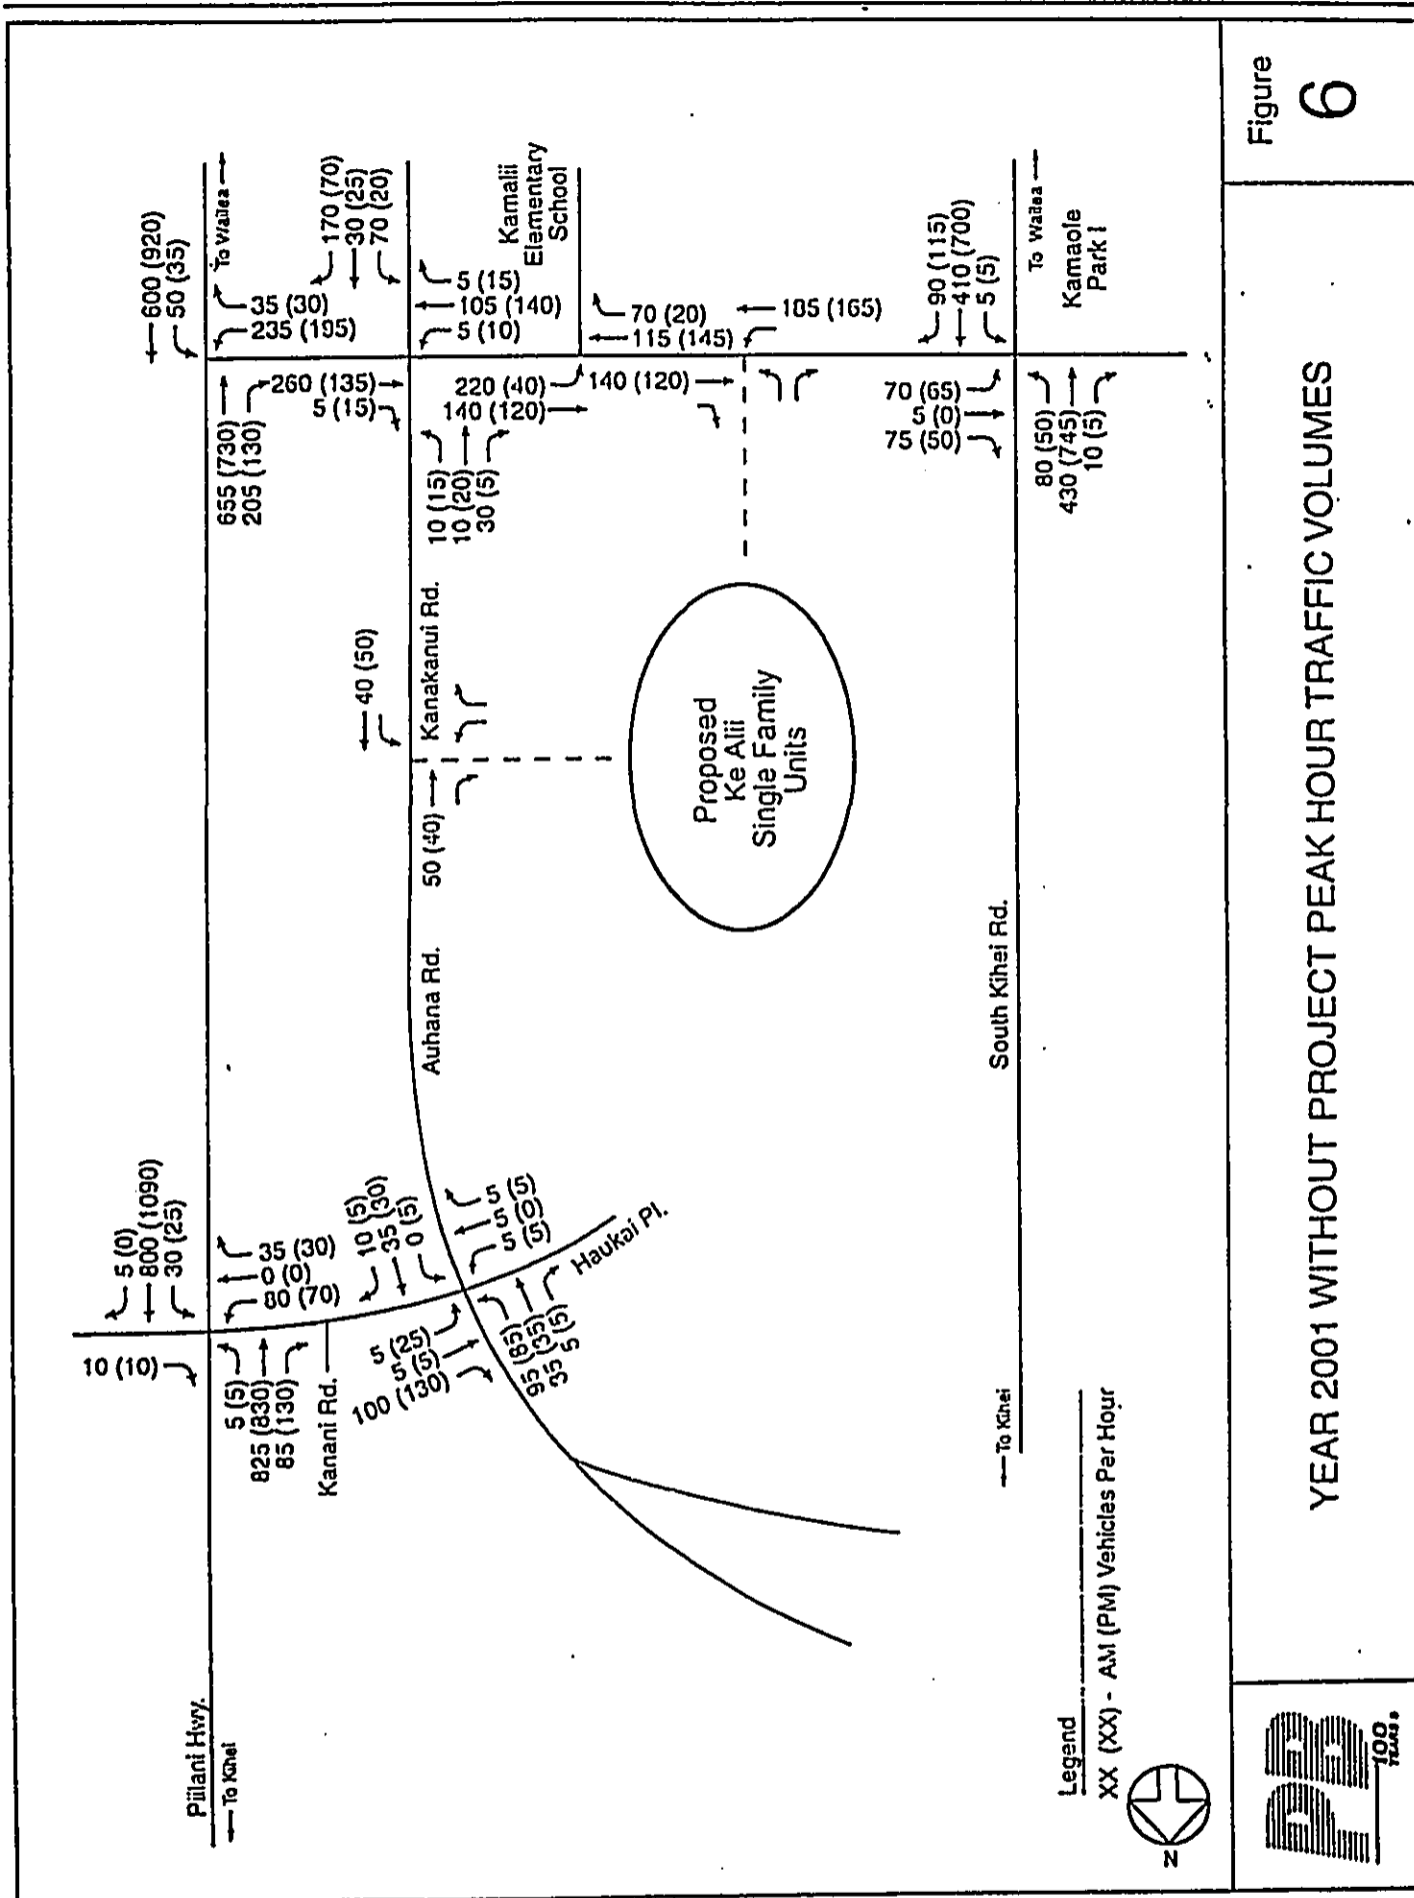 Piilani Hwy.
← To Kihei
10 (10)
5 (0)
800 (1090)
30 (25)
35 (30)
0 (0)
80 (70)
5 (5)
825 (830)
85 (130)
Kanani Rd.
10 (5)
35 (30)
0 (5)
5 (5)
5 (0)
5 (5)
Haukai Pl.
5 (25)
5 (5)
100 (130)
95 (85)
35 (35)
5 (5)
Auhana Rd.
40 (50)
50 (40)
Kanakanui Rd.
600 (920)
50 (35)
To Wailea →
35 (30)
235 (195)
655 (730)
205 (130)
170 (70)
30 (25)
70 (20)
5 (15)
105 (140)
5 (10)
260 (135)
5 (15)
10 (15)
10 (20)
30 (5)
Kamalii
Elementary
School
220 (40)
140 (120)
70 (20)
115 (145)
140 (120)
185 (165)
Proposed
Ke Alii
Single Family
Units
90 (115)
410 (700)
5 (5)
70 (65)
5 (0)
75 (50)
80 (50)
430 (745)
10 (5)
To Wailea →
Kamaole
Park I
South Kihei Rd.
← To Kihei
Legend
XX (XX) - AM (PM) Vehicles Per Hour
N
PB
100
YEARS
YEAR 2001 WITHOUT PROJECT PEAK HOUR TRAFFIC VOLUMES
Figure
6